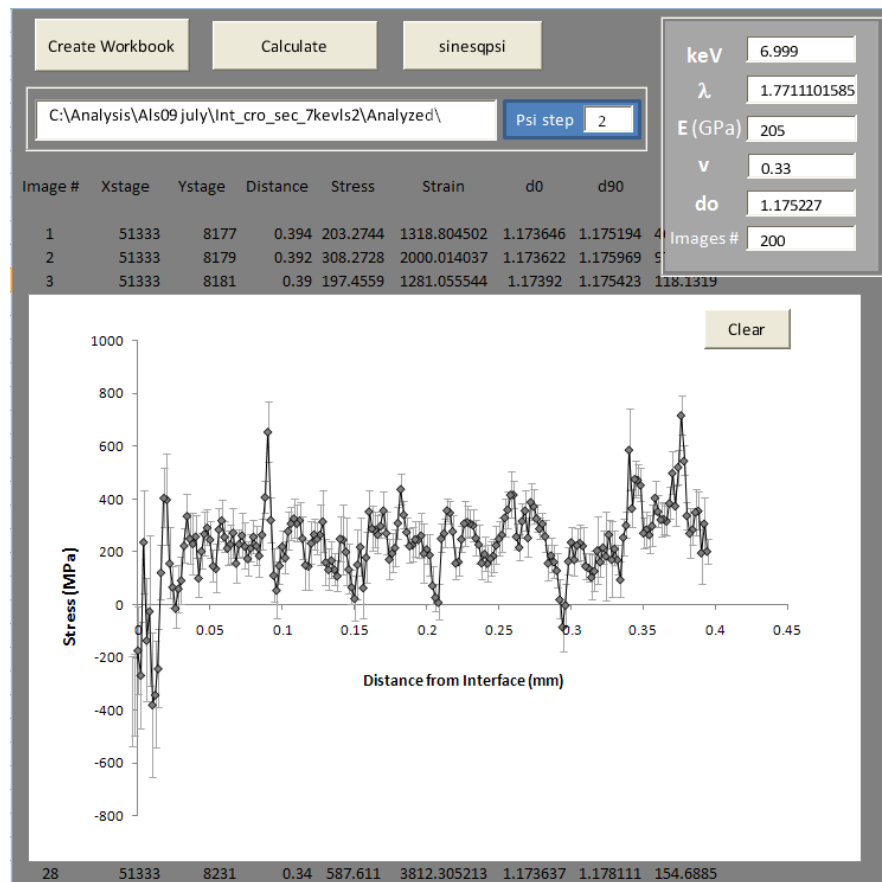 Create Workbook Calculate sinesqpsi
keV 6.999
λ 1.7711101585
C:\Analysis\Als09 july\Int_cro_sec_7kevls2\Analyzed\ Psi step 2
E (GPa) 205
v 0.33
do 1.175227
Images # 200
Image # Xstage Ystage Distance Stress Strain d0 d90
1 51333 8177 0.394 203.2744 1318.804502 1.173646 1.175194
2 51333 8179 0.392 308.2728 2000.014037 1.173622 1.175969
3 51333 8181 0.39 197.4559 1281.055544 1.17392 1.175423 118.1319
Clear
1000
800
600
400
200
0
-200
-400
-600
-800
0 0.05 0.1 0.15 0.2 0.25 0.3 0.35 0.4 0.45
Stress (MPa)
Distance from Interface (mm)
28 51333 8231 0.34 587.611 3812.305213 1.173637 1.178111 154.6885